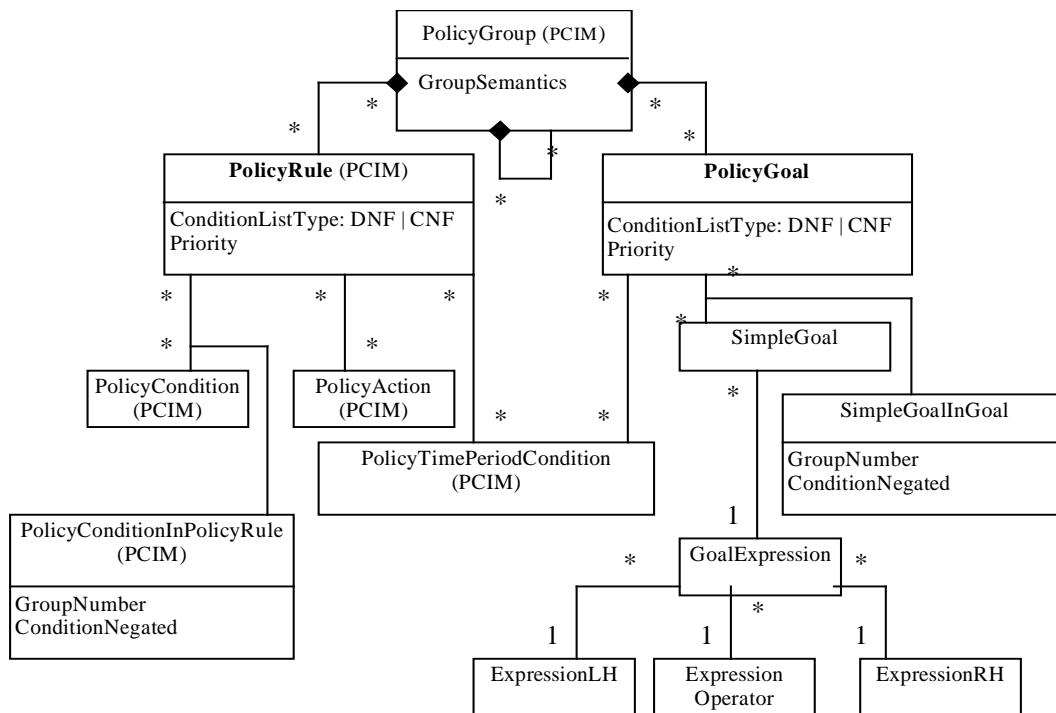 PolicyGroup (PCIM)
GroupSemantics
*
*
*
*
*
*
PolicyRule (PCIM)
ConditionListType: DNF | CNF
Priority
PolicyGoal
ConditionListType: DNF | CNF
Priority
*
*
*
*
*
*
*
*
SimpleGoal
PolicyCondition
(PCIM)
PolicyAction
(PCIM)
*
SimpleGoalInGoal
GroupNumber
ConditionNegated
*
*
PolicyTimePeriodCondition
(PCIM)
PolicyConditionInPolicyRule
(PCIM)
GroupNumber
ConditionNegated
1
GoalExpression
*
*
*
1
1
1
ExpressionLH
Expression
Operator
ExpressionRH